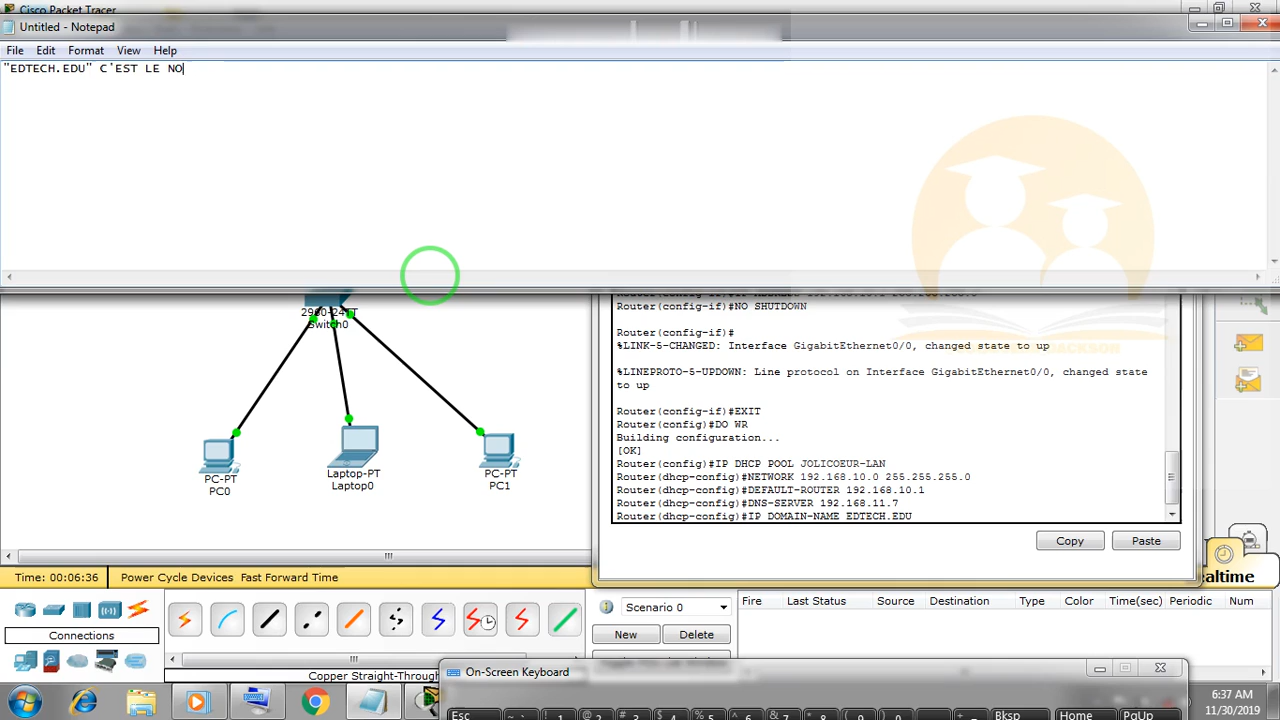 Cisco Packet Tracer
Untitled - Notepad
File Edit Format View Help
"EDTECH.EDU" C'EST LE NO
2960-24TT
Switch0
PC-PT
PC0
Laptop-PT
Laptop0
PC-PT
PC1
Router(config-if)#NO SHUTDOWN
Router(config-if)#
%LINK-5-CHANGED: Interface GigabitEthernet0/0, changed state to up
%LINEPROTO-5-UPDOWN: Line protocol on Interface GigabitEthernet0/0, changed state
to up
Router(config-if)#EXIT
Router(config)#DO WR
Building configuration...
[OK]
Router(config)#IP DHCP POOL JOLICOEUR-LAN
Router(dhcp-config)#NETWORK 192.168.10.0 255.255.255.0
Router(dhcp-config)#DEFAULT-ROUTER 192.168.10.1
Router(dhcp-config)#DNS-SERVER 192.168.11.7
Router(dhcp-config)#IP DOMAIN-NAME EDTECH.EDU
Copy Paste
Time: 00:06:36 Power Cycle Devices Fast Forward Time
ealtime
Connections
Scenario 0
New Delete
Fire Last Status Source Destination Type Color Time(sec) Periodic Num
Copper Straight-Through
On-Screen Keyboard
Esc Bksp Home PgUp
6:37 AM
11/30/2019